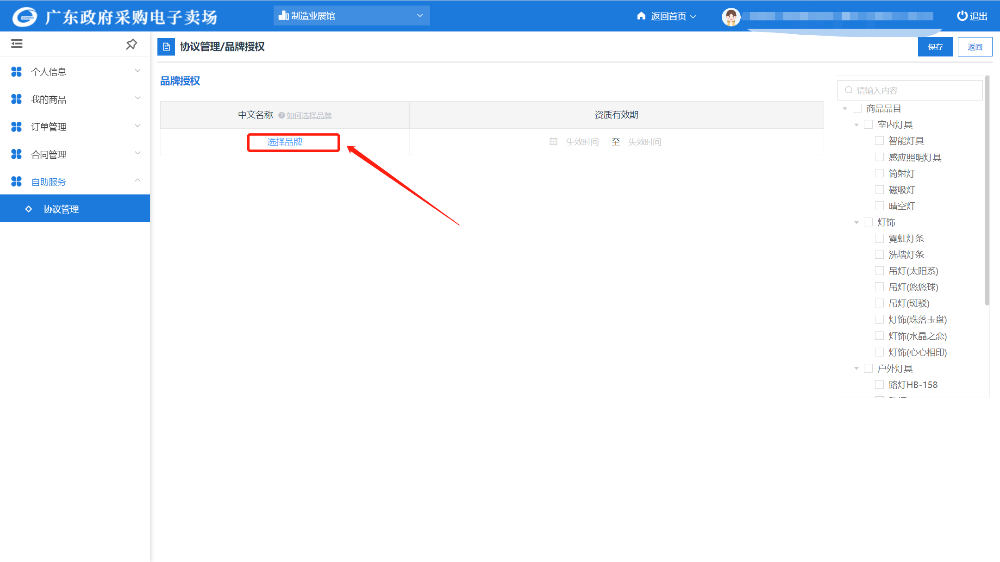 广东政府采购电子卖场
制造业展馆
返回首页
退出
个人信息
我的商品
订单管理
合同管理
自助服务
协议管理
协议管理/品牌授权
保存
返回
品牌授权
中文名称 如何选择品牌
资质有效期
选择品牌
生效时间 至 失效时间
请输入内容
商品品目
室内灯具
智能灯具
感应照明灯具
筒射灯
磁吸灯
晴空灯
灯饰
霓虹灯条
洗墙灯条
吊灯(太阳系)
吊灯(悠悠球)
吊灯(斑驳)
灯饰(珠落玉盘)
灯饰(水晶之恋)
灯饰(心心相印)
户外灯具
路灯HB-158